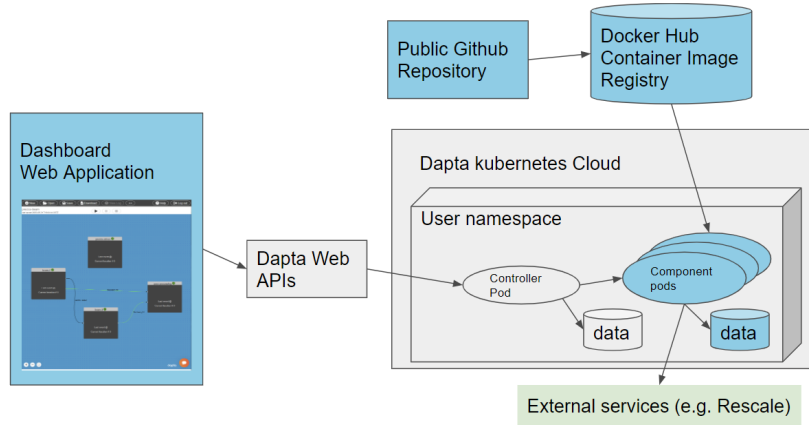 Public Github
Repository
Docker Hub
Container Image
Registry
Dashboard
Web Application
Dapta kubernetes Cloud
User namespace
Dapta Web
APIs
Controller
Pod
Component
pods
data
data
External services (e.g. Rescale)